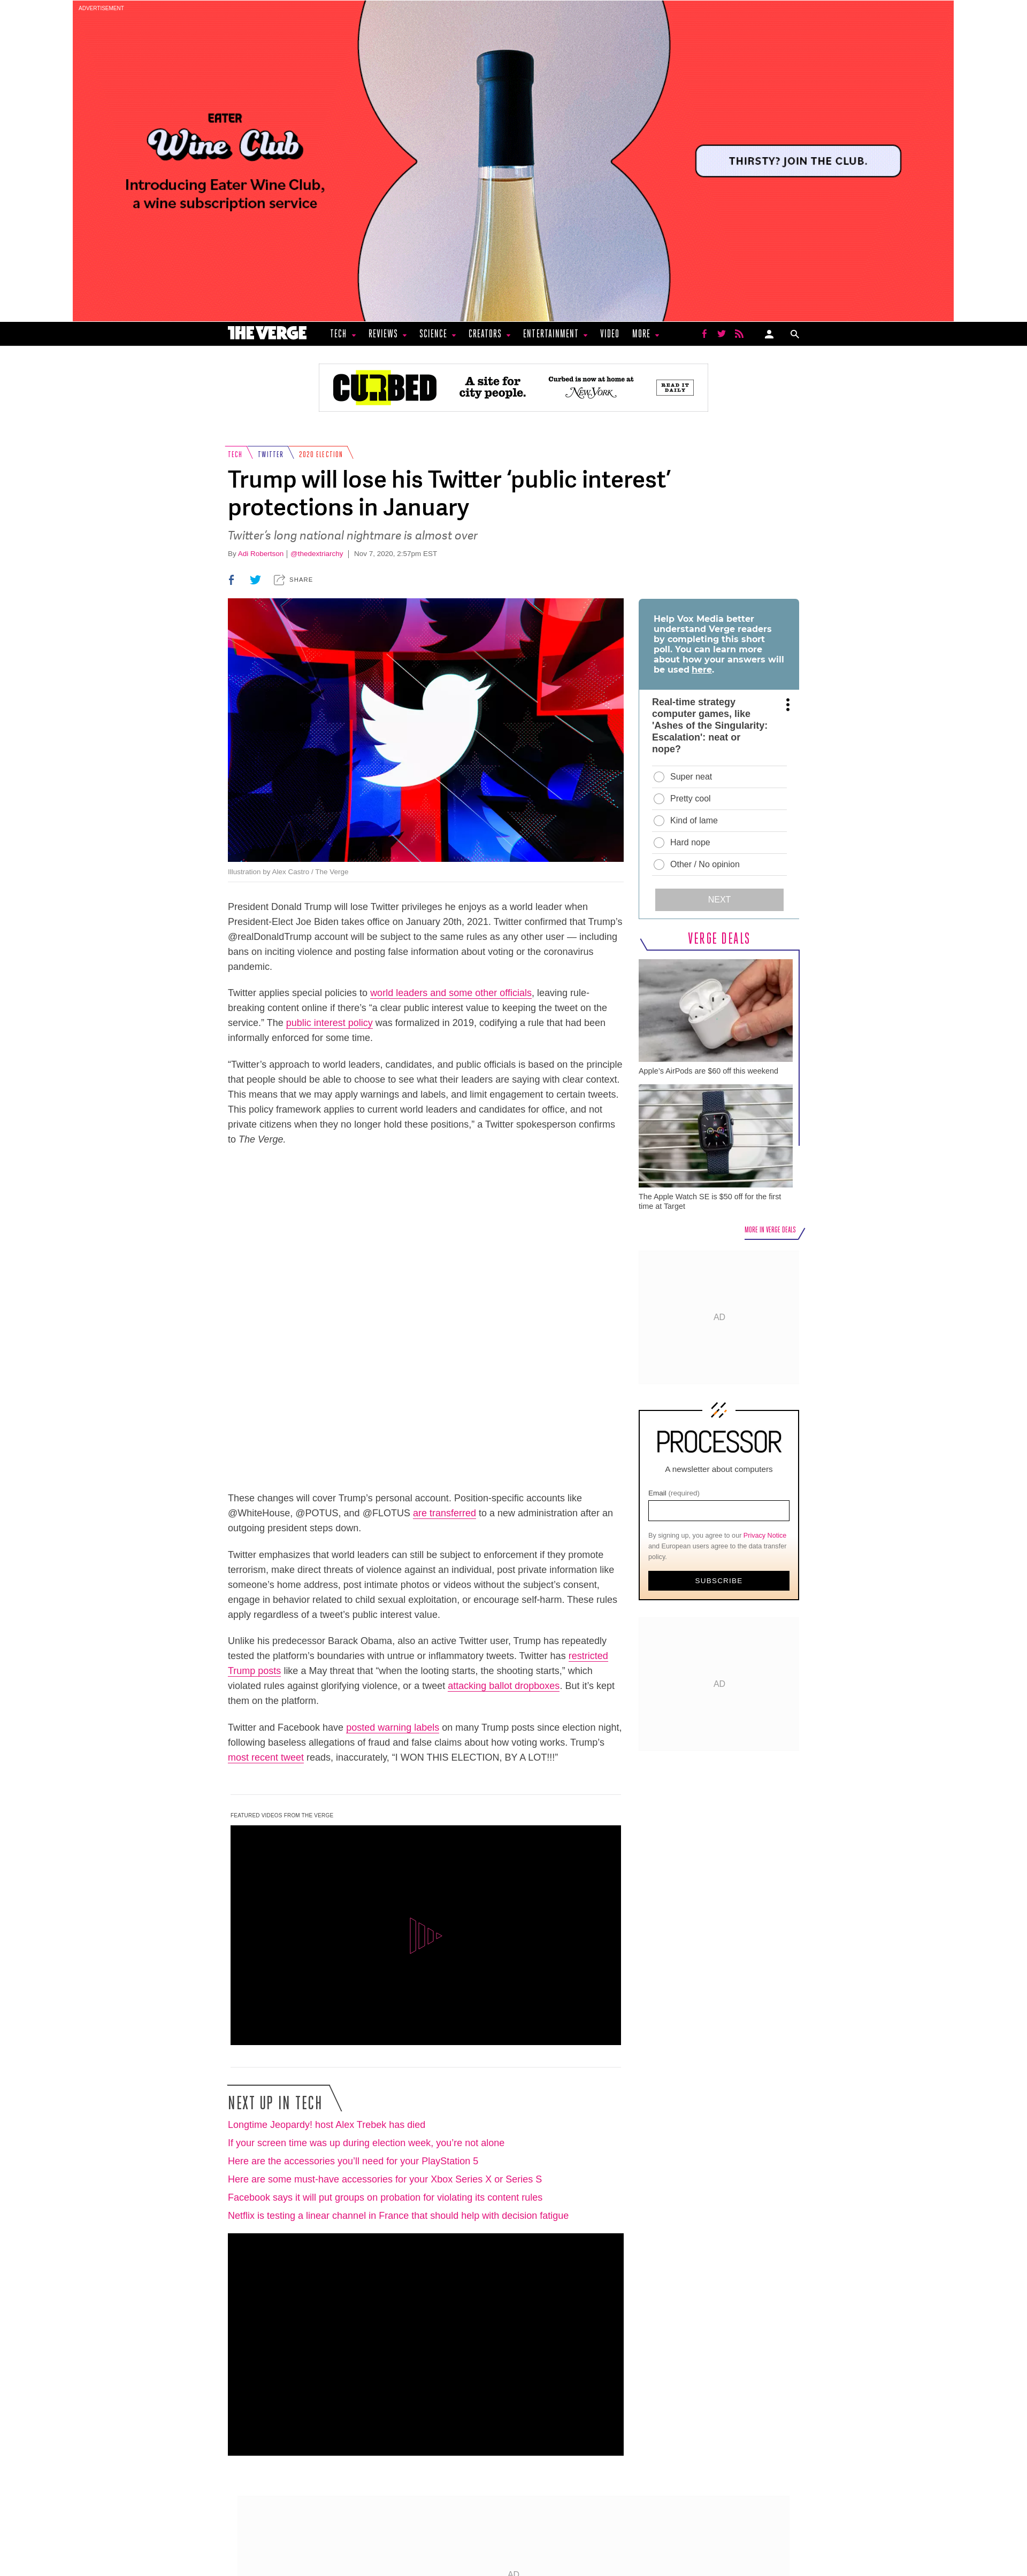 ADVERTISEMENT
EATER
Wine Club
Introducing Eater Wine Club,
a wine subscription service
THIRSTY? JOIN THE CLUB.
THE VERGE
TECH REVIEWS SCIENCE CREATORS ENTERTAINMENT VIDEO MORE
CURBED
A site for
city people.
Curbed is now at home at
NEW YORK
READ IT
DAILY
TECH TWITTER 2020 ELECTION
Trump will lose his Twitter ‘public interest’
protections in January
Twitter’s long national nightmare is almost over
By Adi Robertson | @thedextriarchy | Nov 7, 2020, 2:57pm EST
SHARE
Illustration by Alex Castro / The Verge
President Donald Trump will lose Twitter privileges he enjoys as a world leader when
President-Elect Joe Biden takes office on January 20th, 2021. Twitter confirmed that Trump’s
@realDonaldTrump account will be subject to the same rules as any other user — including
bans on inciting violence and posting false information about voting or the coronavirus
pandemic.
Twitter applies special policies to world leaders and some other officials, leaving rule-
breaking content online if there’s “a clear public interest value to keeping the tweet on the
service.” The public interest policy was formalized in 2019, codifying a rule that had been
informally enforced for some time.
“Twitter’s approach to world leaders, candidates, and public officials is based on the principle
that people should be able to choose to see what their leaders are saying with clear context.
This means that we may apply warnings and labels, and limit engagement to certain tweets.
This policy framework applies to current world leaders and candidates for office, and not
private citizens when they no longer hold these positions,” a Twitter spokesperson confirms
to The Verge.
These changes will cover Trump’s personal account. Position-specific accounts like
@WhiteHouse, @POTUS, and @FLOTUS are transferred to a new administration after an
outgoing president steps down.
Twitter emphasizes that world leaders can still be subject to enforcement if they promote
terrorism, make direct threats of violence against an individual, post private information like
someone’s home address, post intimate photos or videos without the subject’s consent,
engage in behavior related to child sexual exploitation, or encourage self-harm. These rules
apply regardless of a tweet’s public interest value.
Unlike his predecessor Barack Obama, also an active Twitter user, Trump has repeatedly
tested the platform’s boundaries with untrue or inflammatory tweets. Twitter has restricted
Trump posts like a May threat that “when the looting starts, the shooting starts,” which
violated rules against glorifying violence, or a tweet attacking ballot dropboxes. But it’s kept
them on the platform.
Twitter and Facebook have posted warning labels on many Trump posts since election night,
following baseless allegations of fraud and false claims about how voting works. Trump’s
most recent tweet reads, inaccurately, “I WON THIS ELECTION, BY A LOT!!!”
FEATURED VIDEOS FROM THE VERGE
NEXT UP IN TECH
Longtime Jeopardy! host Alex Trebek has died
If your screen time was up during election week, you’re not alone
Here are the accessories you’ll need for your PlayStation 5
Here are some must-have accessories for your Xbox Series X or Series S
Facebook says it will put groups on probation for violating its content rules
Netflix is testing a linear channel in France that should help with decision fatigue
Help Vox Media better
understand Verge readers
by completing this short
poll. You can learn more
about how your answers will
be used here.
Real-time strategy
computer games, like
'Ashes of the Singularity:
Escalation': neat or
nope?
Super neat
Pretty cool
Kind of lame
Hard nope
Other / No opinion
NEXT
VERGE DEALS
Apple’s AirPods are $60 off this weekend
The Apple Watch SE is $50 off for the first
time at Target
MORE IN VERGE DEALS
AD
PROCESSOR
A newsletter about computers
Email (required)
By signing up, you agree to our Privacy Notice
and European users agree to the data transfer
policy.
SUBSCRIBE
AD
AD